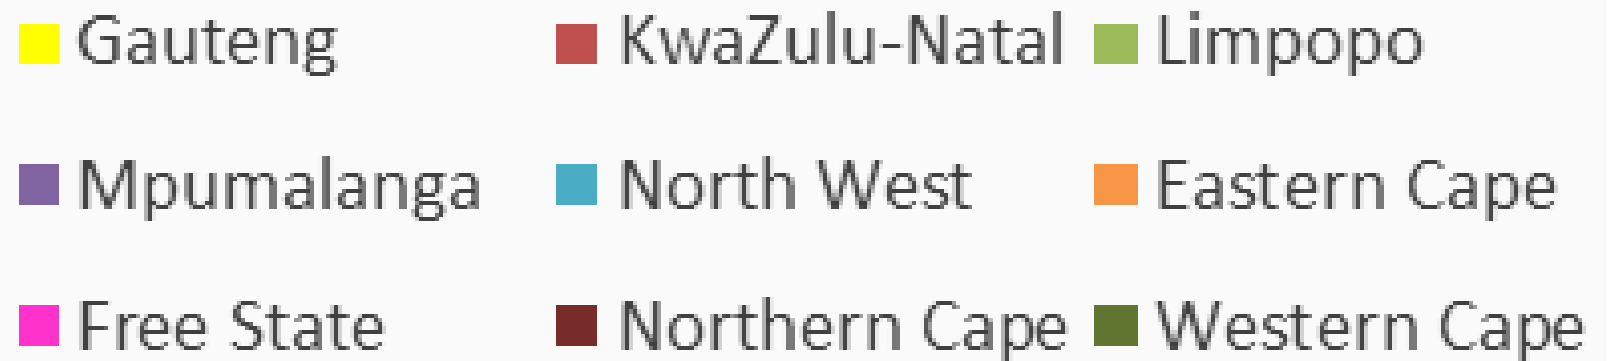 Gauteng KwaZulu-Natal Limpopo
Mpumalanga North West Eastern Cape
Free State Northern Cape Western Cape